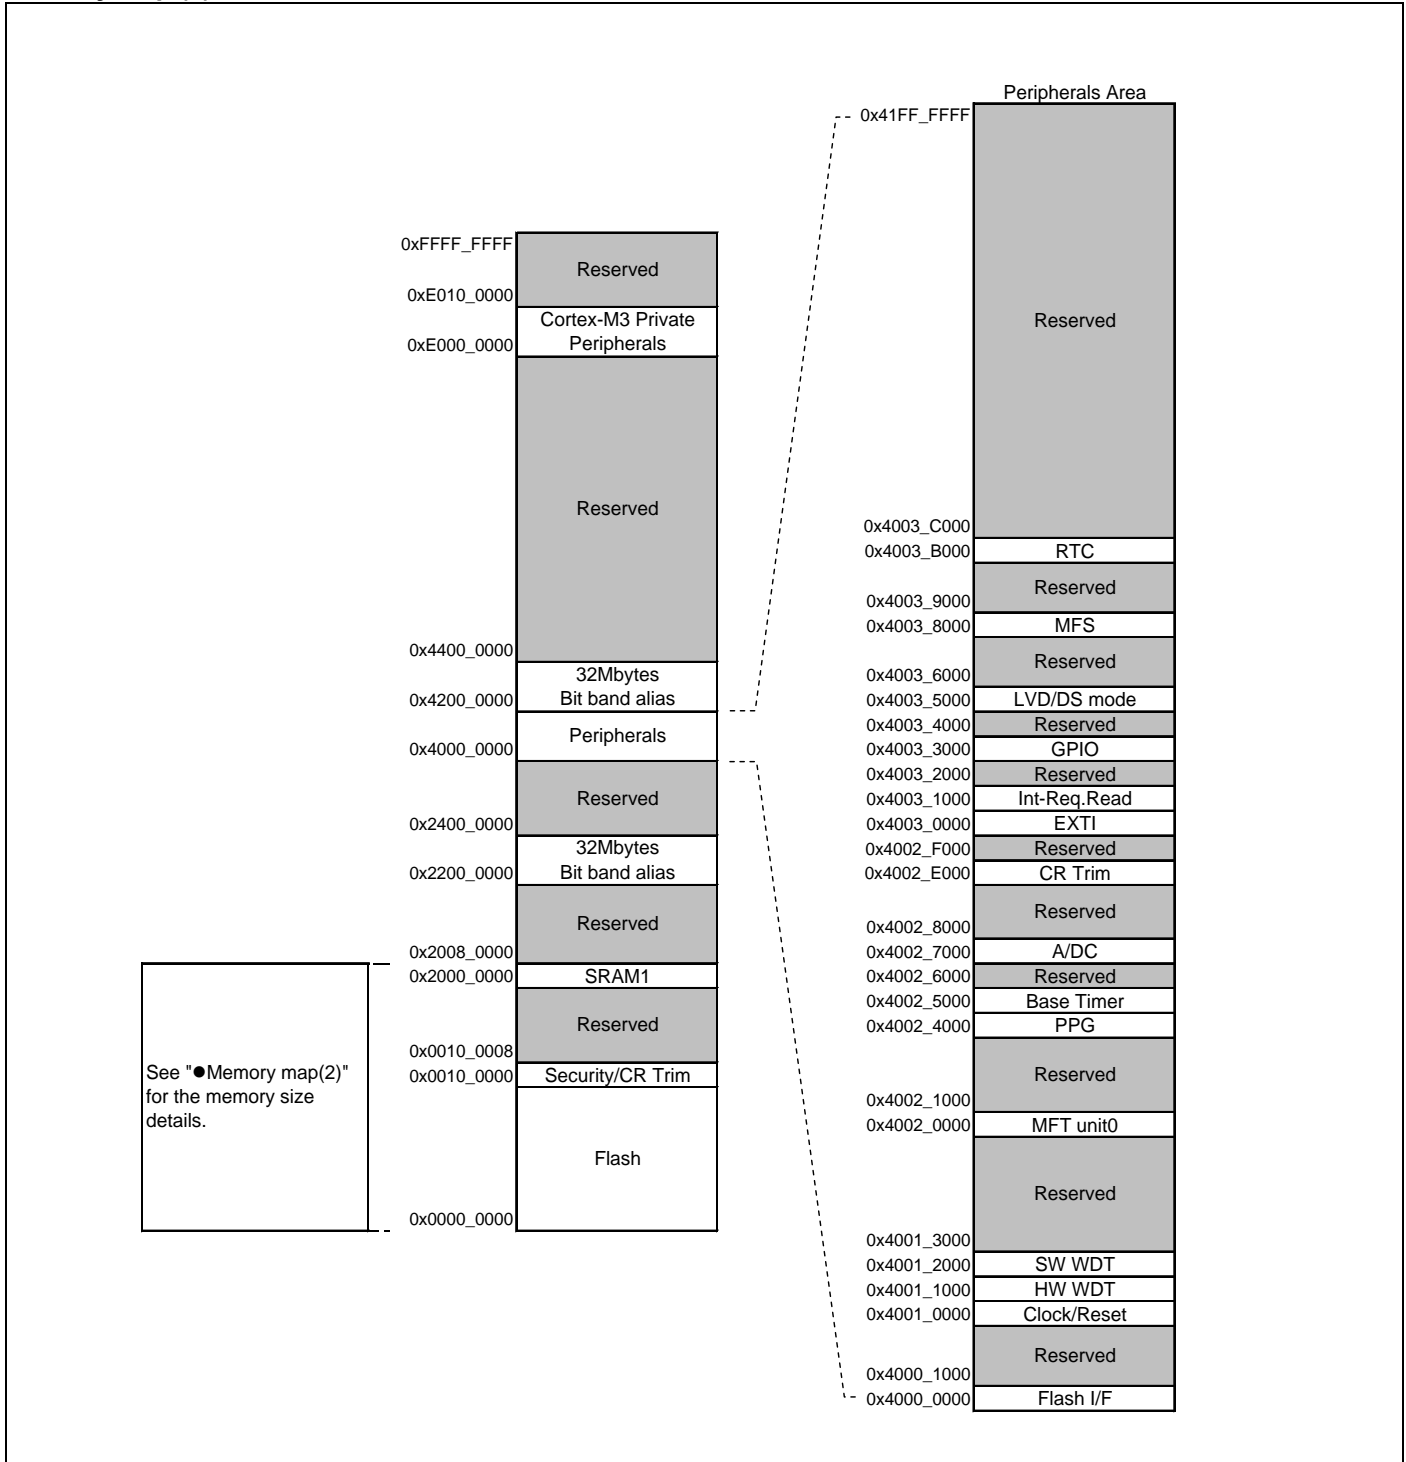 Peripherals Area
0x41FF_FFFF
Reserved
0x4003_C000
0x4003_B000 RTC
Reserved
0x4003_9000
0x4003_8000 MFS
Reserved
0x4003_6000
0x4003_5000 LVD/DS mode
0x4003_4000 Reserved
0x4003_3000 GPIO
0x4003_2000 Reserved
0x4003_1000 Int-Req.Read
0x4003_0000 EXTI
0x4002_F000 Reserved
0x4002_E000 CR Trim
Reserved
0x4002_8000
0x4002_7000 A/DC
0x4002_6000 Reserved
0x4002_5000 Base Timer
0x4002_4000 PPG
Reserved
0x4002_1000
0x4002_0000 MFT unit0
Reserved
0x4001_3000
0x4001_2000 SW WDT
0x4001_1000 HW WDT
0x4001_0000 Clock/Reset
Reserved
0x4000_1000
0x4000_0000 Flash I/F
0xFFFF_FFFF
Reserved
0xE010_0000
Cortex-M3 Private
0xE000_0000 Peripherals
Reserved
0x4400_0000
32Mbytes
0x4200_0000 Bit band alias
Peripherals
0x4000_0000
Reserved
0x2400_0000
32Mbytes
0x2200_0000 Bit band alias
Reserved
0x2008_0000
0x2000_0000 SRAM1
Reserved
0x0010_0008
0x0010_0000 Security/CR Trim
Flash
0x0000_0000
See "●Memory map(2)"
for the memory size
details.